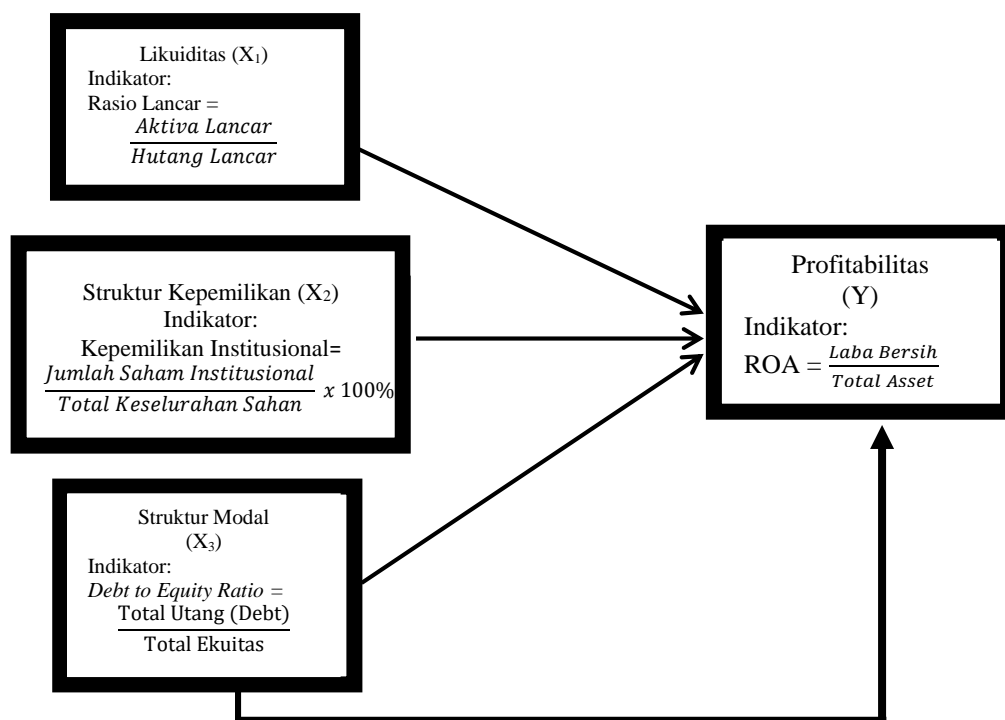 Likuiditas (X₁)
Indikator:
Rasio Lancar =
Aktiva Lancar
Hutang Lancar
Struktur Kepemilikan (X₂)
Indikator:
Kepemilikan Institusional=
Jumlah Saham Institusional
Total Keselurahan Sahan
x 100%
Struktur Modal
(X₃)
Indikator:
Debt to Equity Ratio =
Total Utang (Debt)
Total Ekuitas
Profitabilitas
(Y)
Indikator:
ROA = Laba Bersih
Total Asset